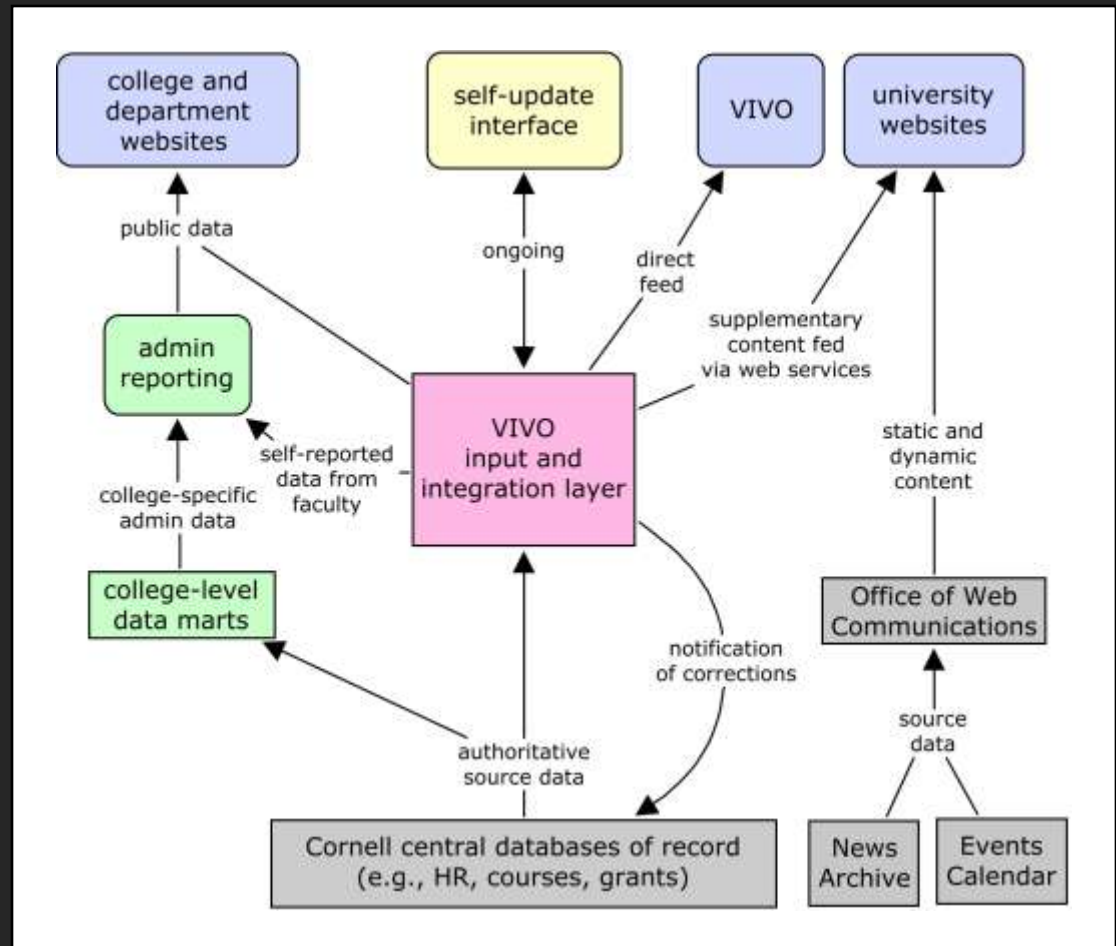 college and
department
websites
self-update
interface
VIVO
university
websites
public data
ongoing
direct
feed
supplementary
content fed
via web services
admin
reporting
VIVO
input and
integration layer
self-reported
data from
faculty
static and
dynamic
content
college-specific
admin data
college-level
data marts
Office of Web
Communications
notification
of corrections
authoritative
source data
source
data
Cornell central databases of record
(e.g., HR, courses, grants)
News
Archive
Events
Calendar